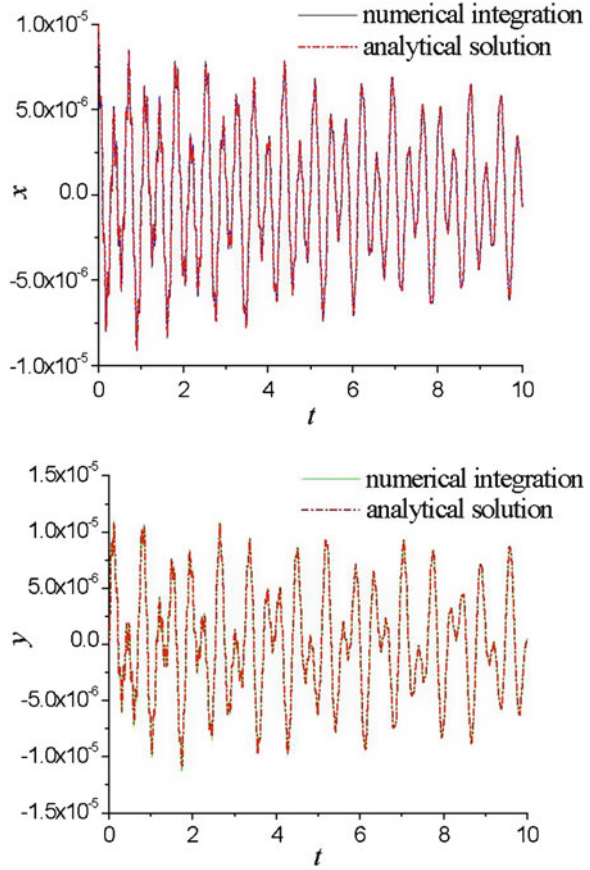 numerical integration
analytical solution
1.0x10⁻⁵
5.0x10⁻⁶
0.0
-5.0x10⁻⁶
-1.0x10⁻⁵
x
0 2 4 6 8 10
t
numerical integration
analytical solution
1.5x10⁻⁵
1.0x10⁻⁵
5.0x10⁻⁶
0.0
-5.0x10⁻⁶
-1.0x10⁻⁵
-1.5x10⁻⁵
y
0 2 4 6 8 10
t